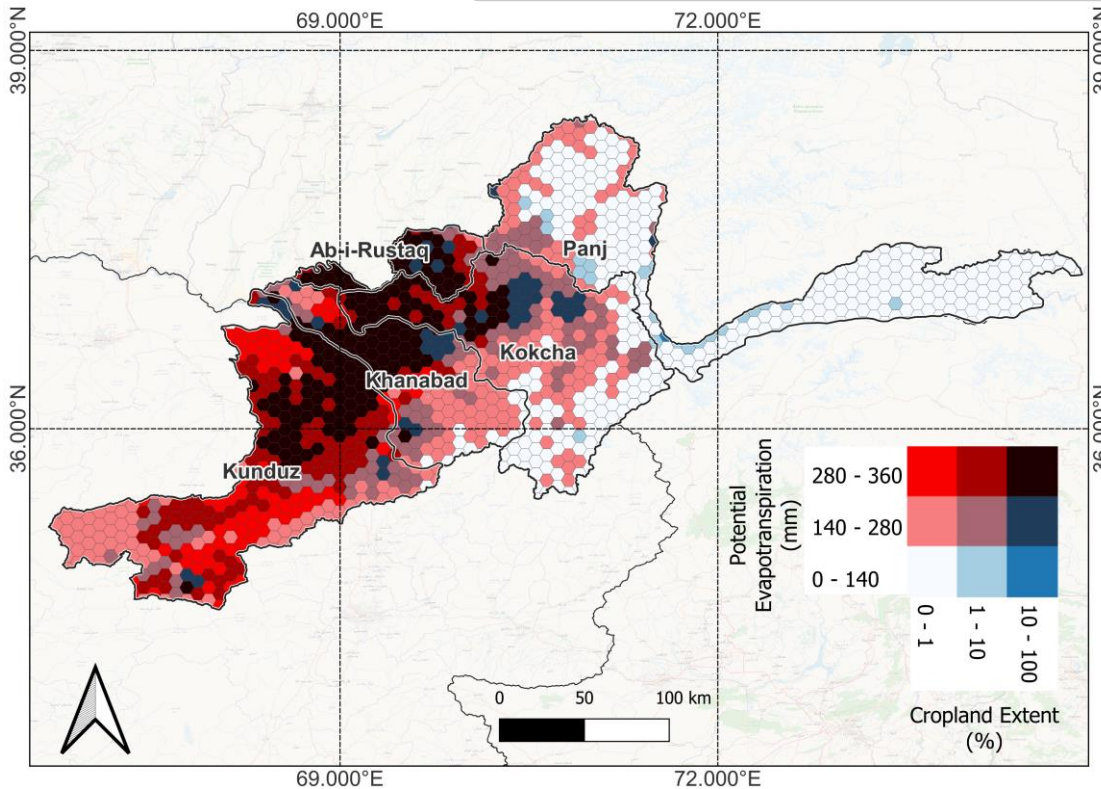 69.000°E
72.000°E
39.000°N
39.000°N
Ab-i-Rustaq
Panj
Kokcha
Khanabad
36.000°N
36.000°N
Kunduz
Potential
Evapotranspiration
(mm)
280 - 360
140 - 280
0 - 140
0 - 1
1 - 10
10 - 100
Cropland Extent
(%)
0
50
100 km
69.000°E
72.000°E